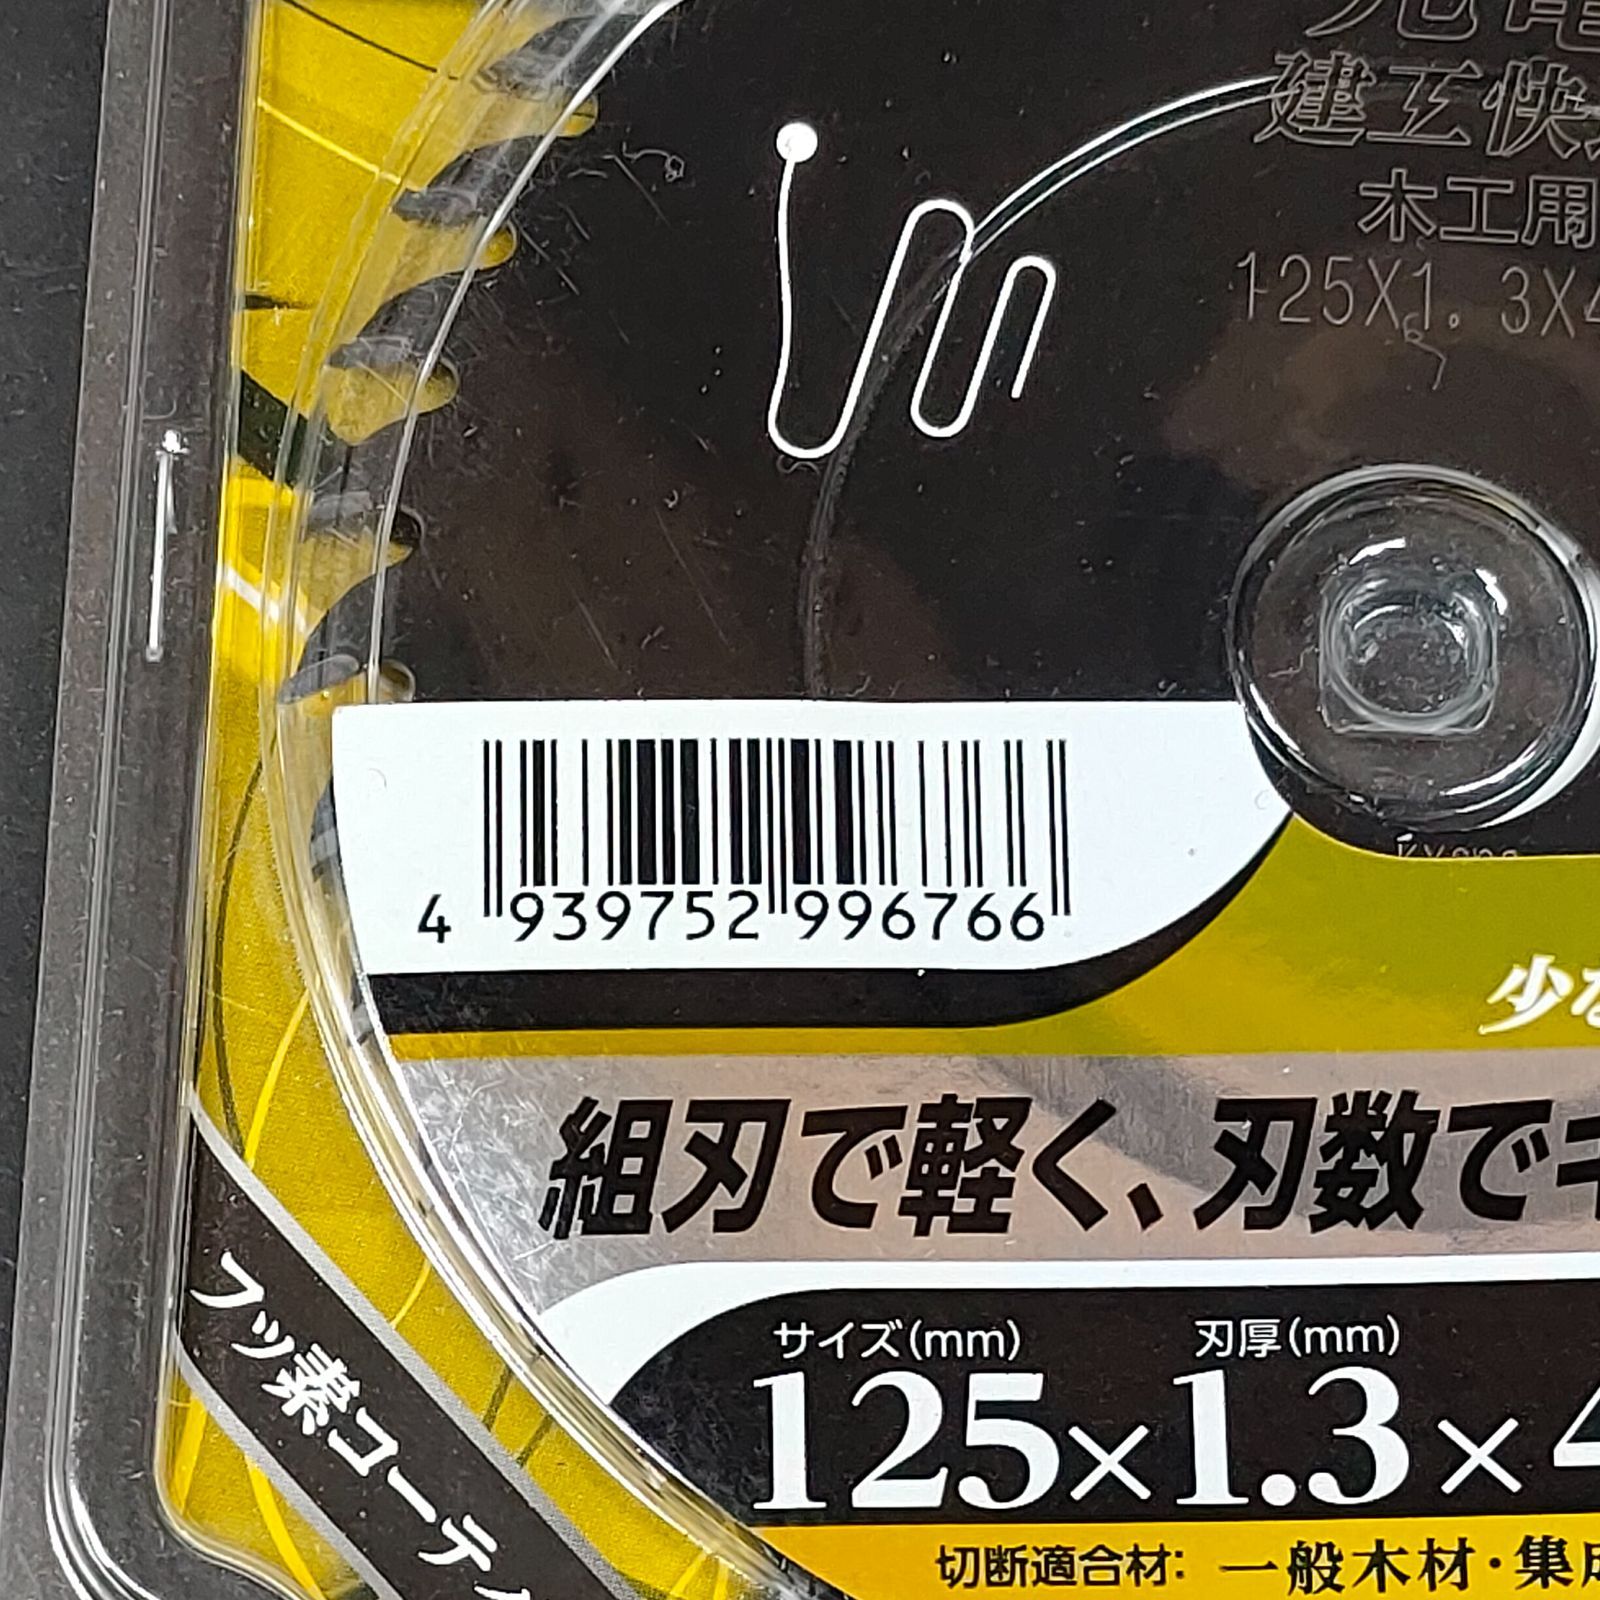 建工快
木工用
125X1.3X4
4 939752 996766
少な
組刃で軽く、刃数でキ
フッ素コーテ
サイズ(mm) 刃厚(mm)
125×1.3×4
切断適合材: 一般木材・集成